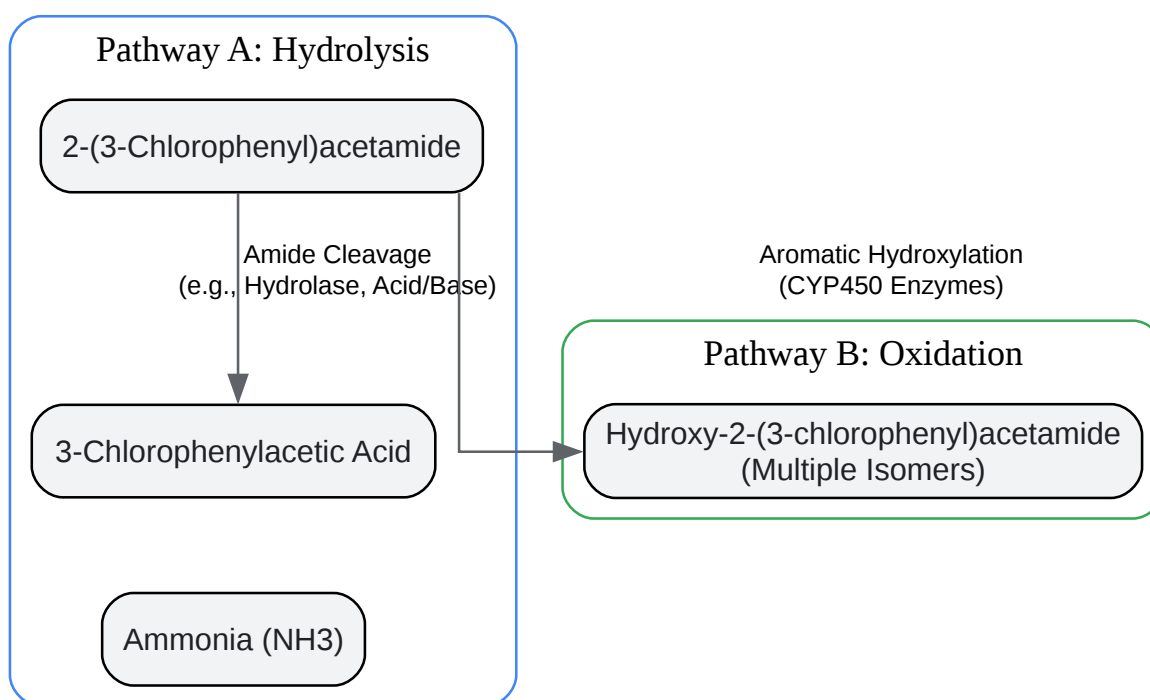 Pathway A: Hydrolysis
2-(3-Chlorophenyl)acetamide
Amide Cleavage
(e.g., Hydrolase, Acid/Base)
Aromatic Hydroxylation
(CYP450 Enzymes)
Pathway B: Oxidation
3-Chlorophenylacetic Acid
Hydroxy-2-(3-chlorophenyl)acetamide
(Multiple Isomers)
Ammonia (NH3)